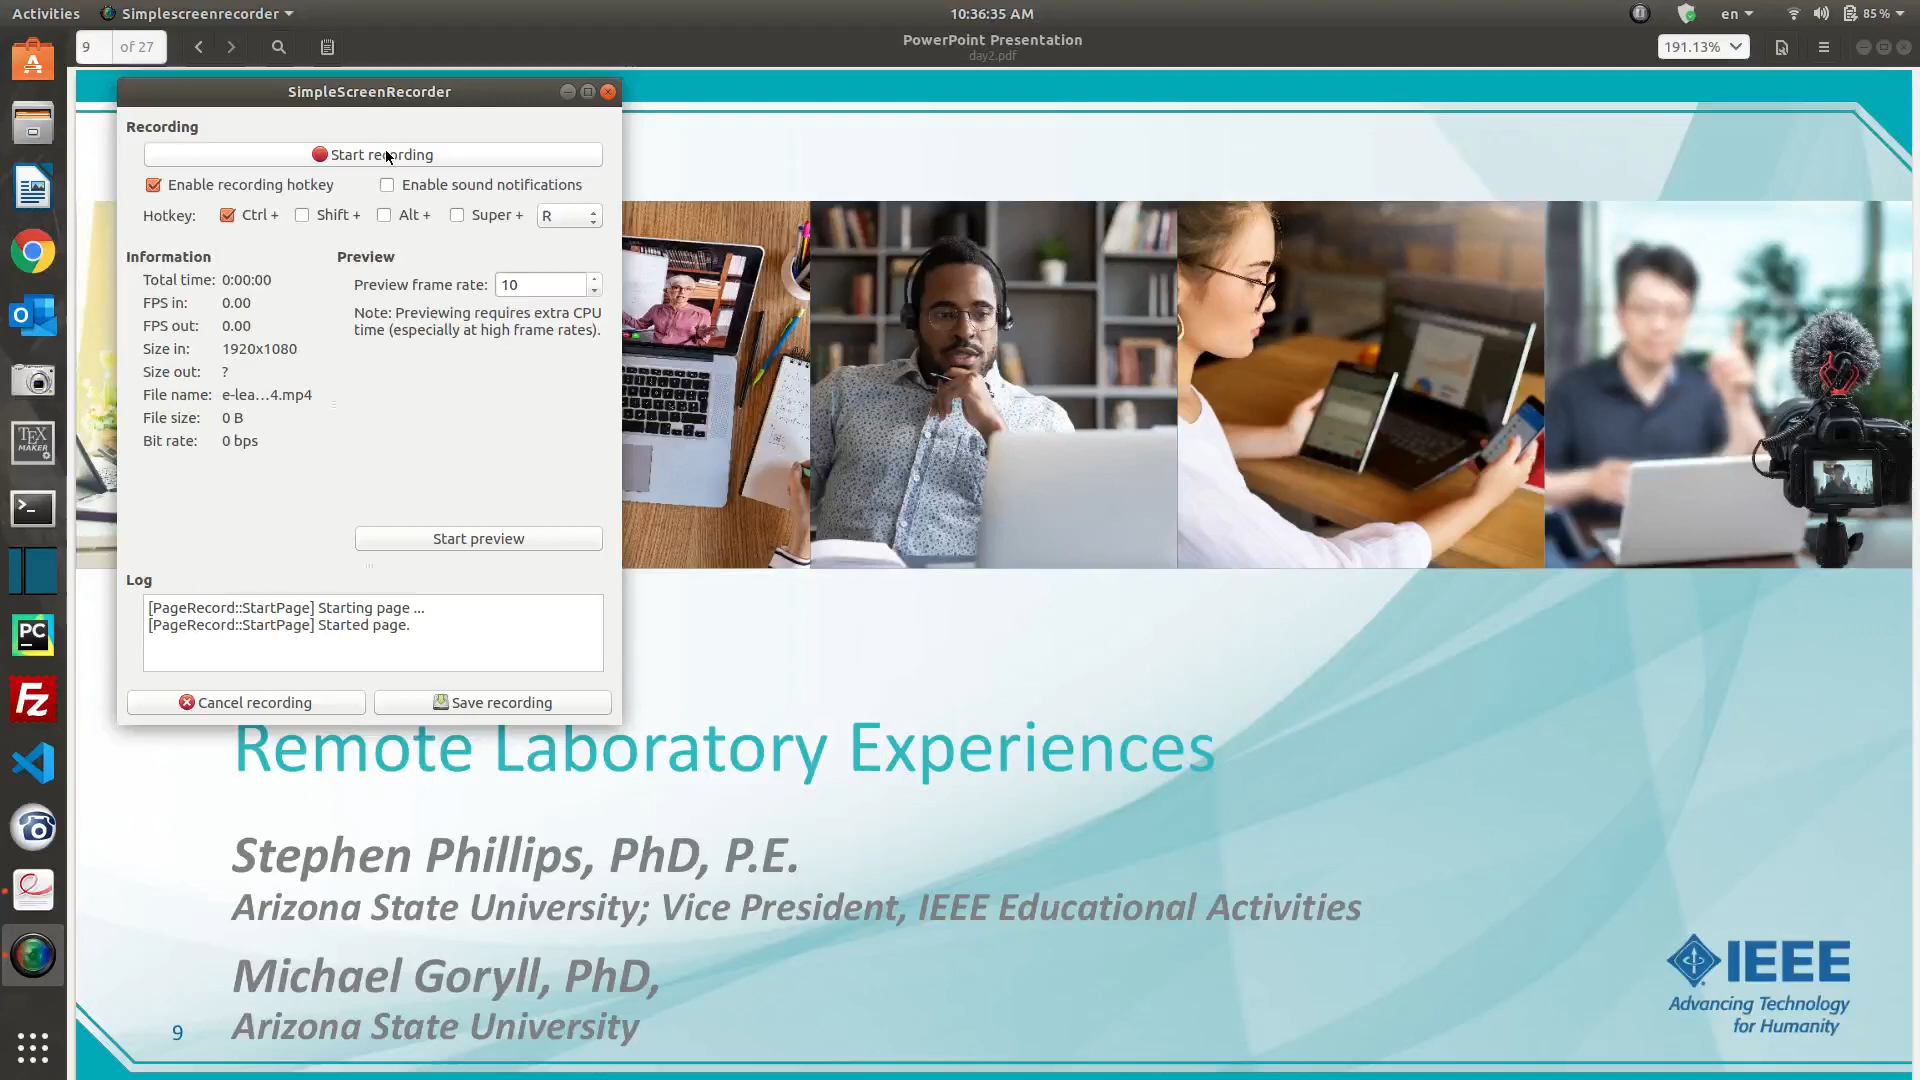 Activities Simplescreenrecorder 10:36:35 AM en 85%
9 of 27 PowerPoint Presentation 191.13%
day2.pdf
SimpleScreenRecorder
Recording
Start recording
Enable recording hotkey Enable sound notifications
Hotkey: Ctrl + Shift + Alt + Super + R
Information
Total time: 0:00:00
FPS in: 0.00
FPS out: 0.00
Size in: 1920x1080
Size out: ?
File name: e-lea...4.mp4
File size: 0 B
Bit rate: 0 bps
Preview
Preview frame rate: 10
Note: Previewing requires extra CPU
time (especially at high frame rates).
Start preview
Log
[PageRecord::StartPage] Starting page ...
[PageRecord::StartPage] Started page.
Cancel recording Save recording
TEX
MAKER
PC
FZ
Remote Laboratory Experiences
Stephen Phillips, PhD, P.E.
Arizona State University; Vice President, IEEE Educational Activities
Michael Goryll, PhD,
Arizona State University
9
IEEE
Advancing Technology
for Humanity